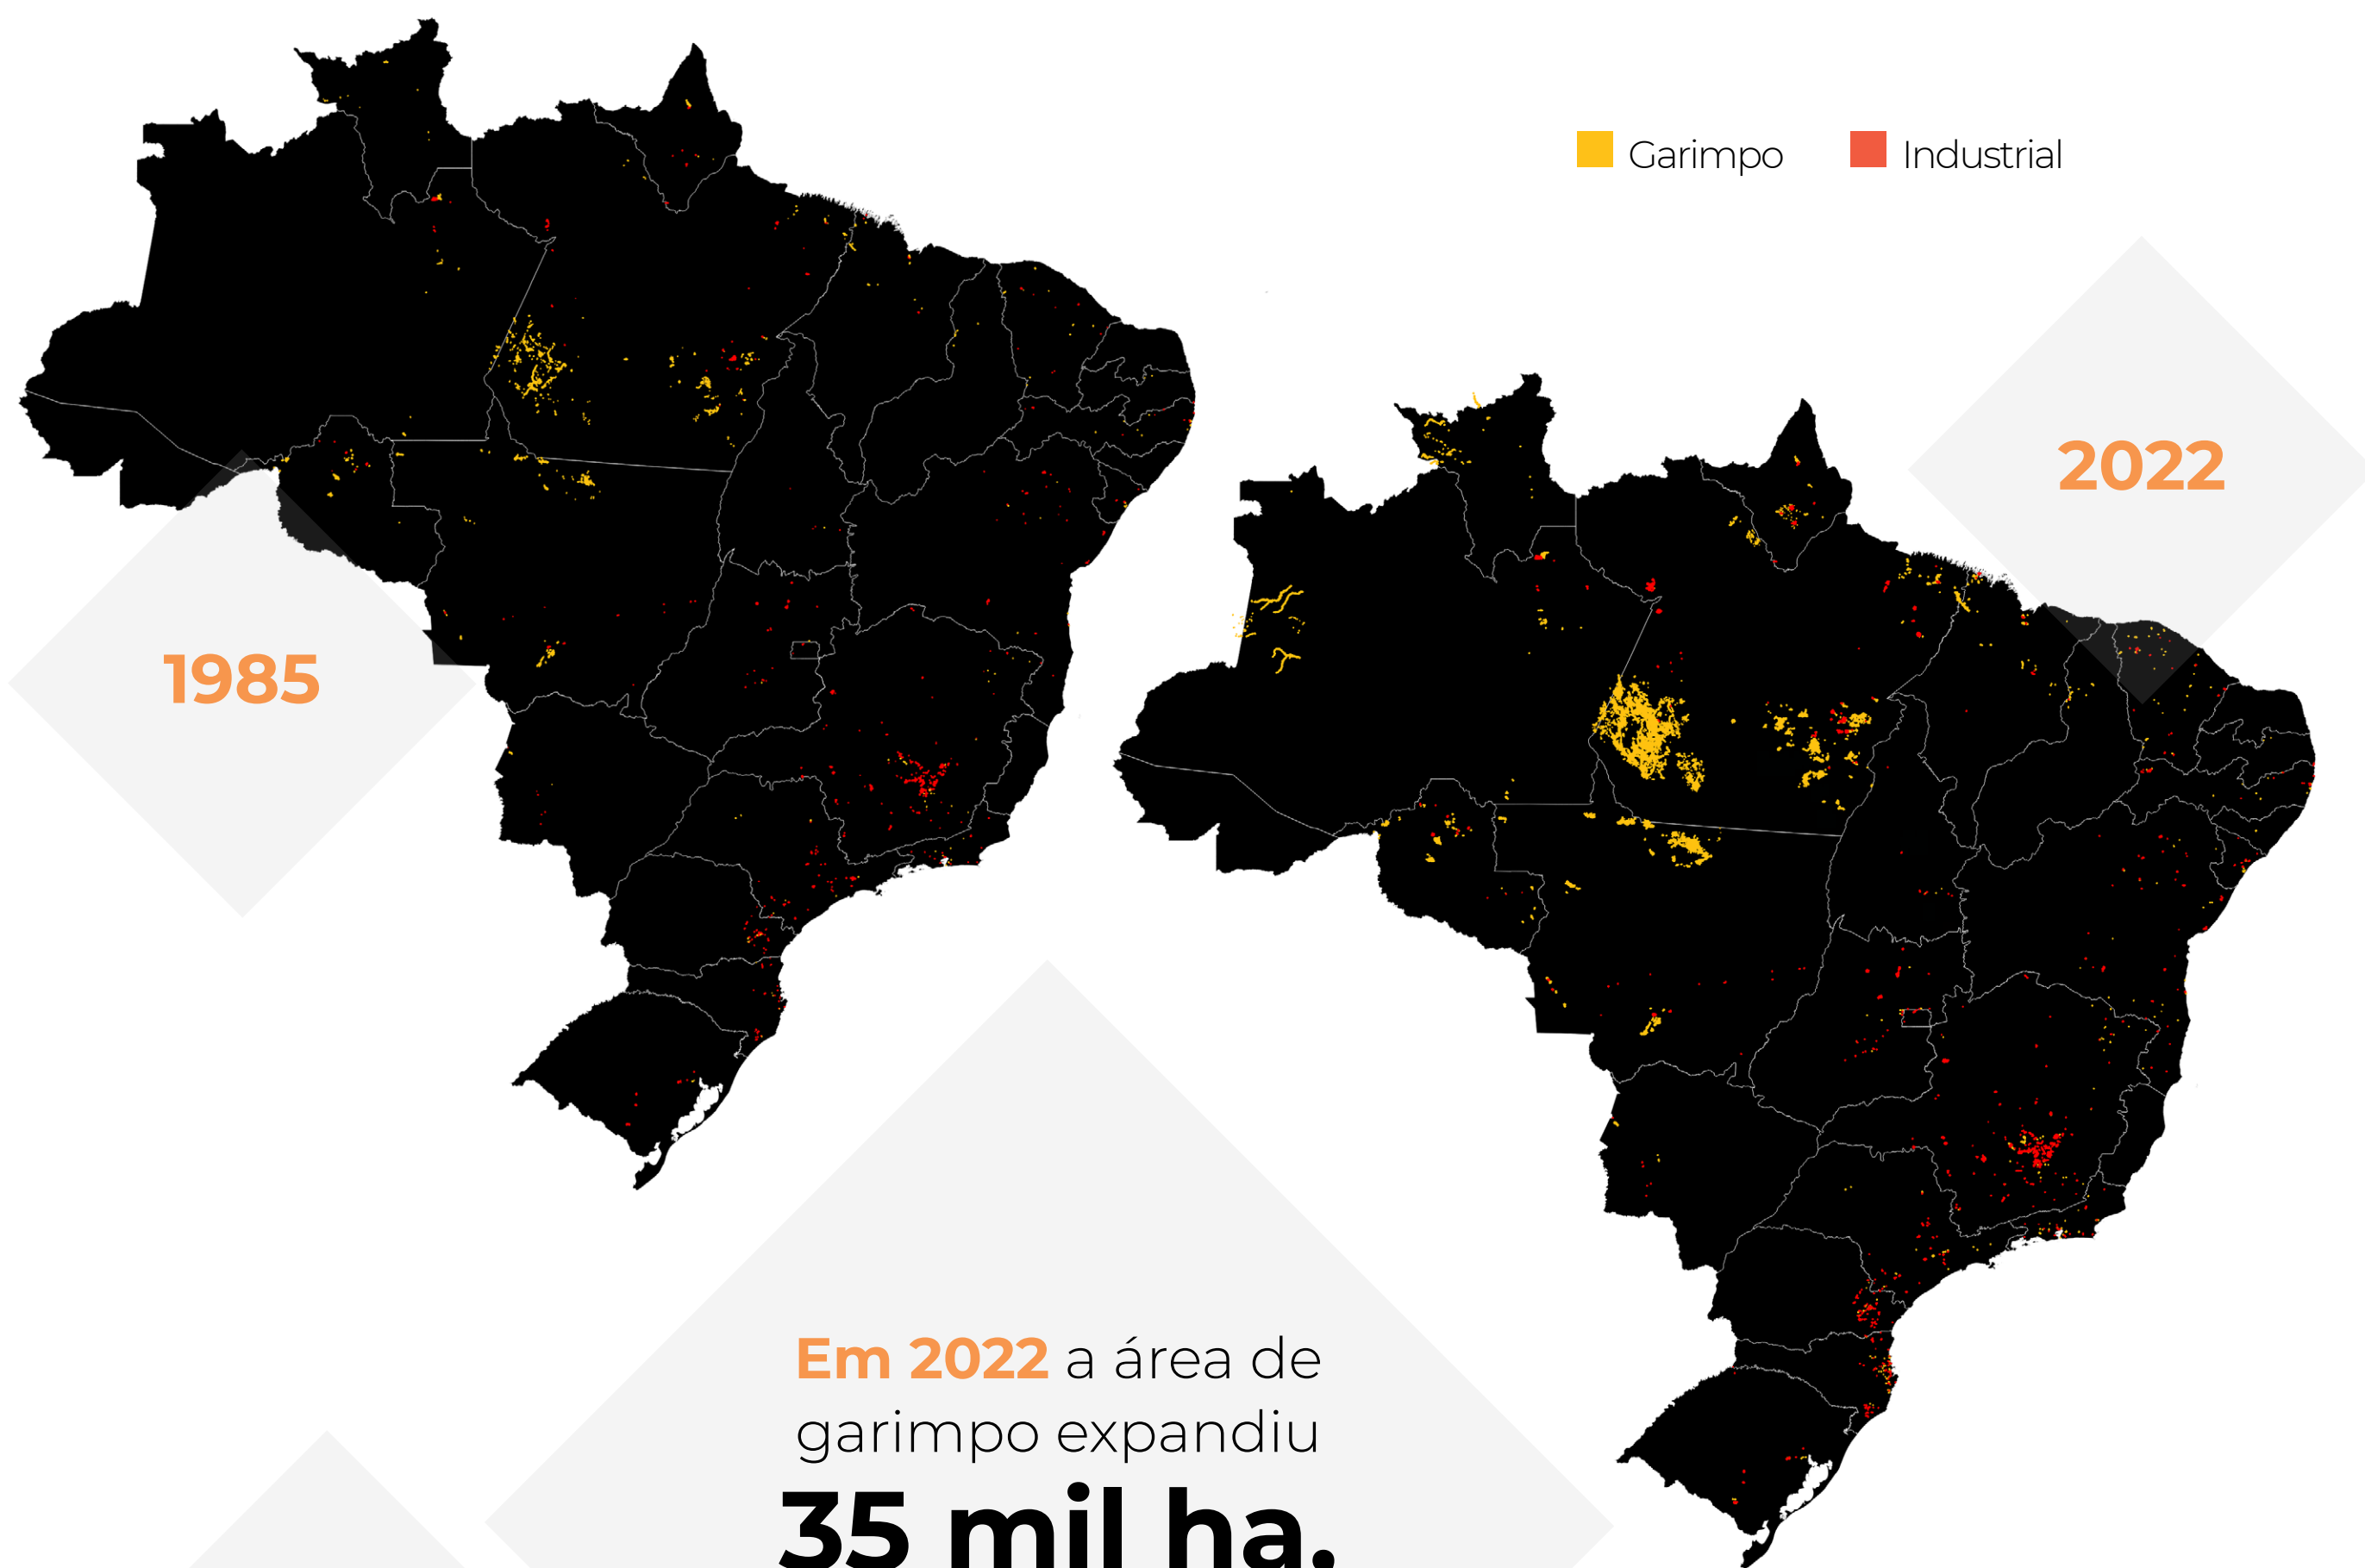 Garimpo
Industrial
2022
1985
Em 2022 a área de
garimpo expandiu
35 mil ha.